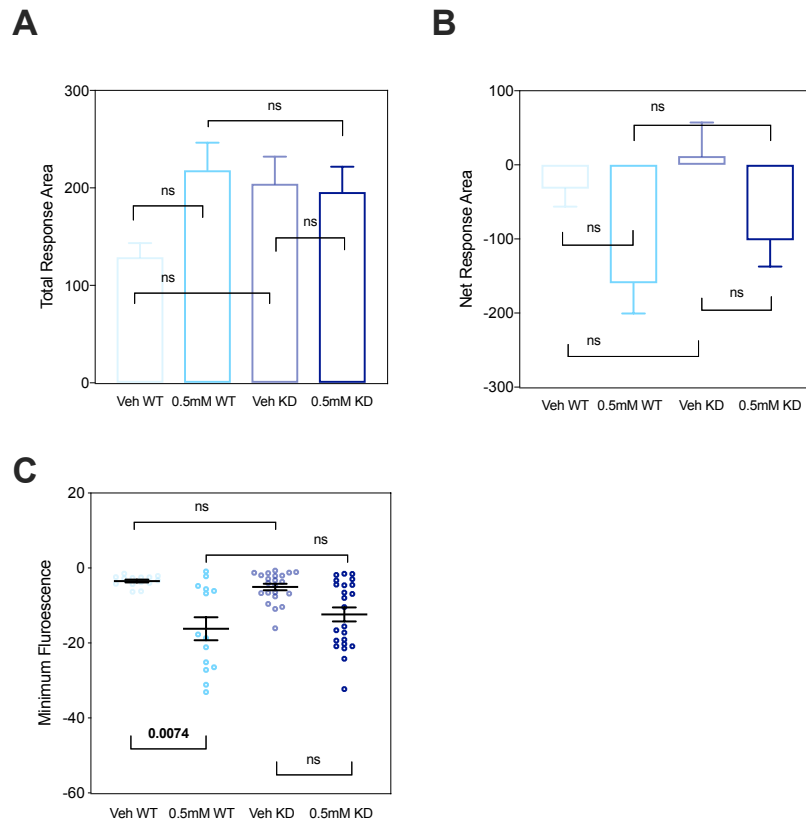 A
Total Response Area
300
200
100
0
ns
ns
ns
ns
Veh WT 0.5mM WT Veh KD 0.5mM KD
B
Net Response Area
100
0
-100
-200
-300
ns
ns
ns
ns
Veh WT 0.5mM WT Veh KD 0.5mM KD
C
Minimum Fluroescence
20
0
-20
-40
-60
ns
ns
0.0074
ns
Veh WT 0.5mM WT Veh KD 0.5mM KD